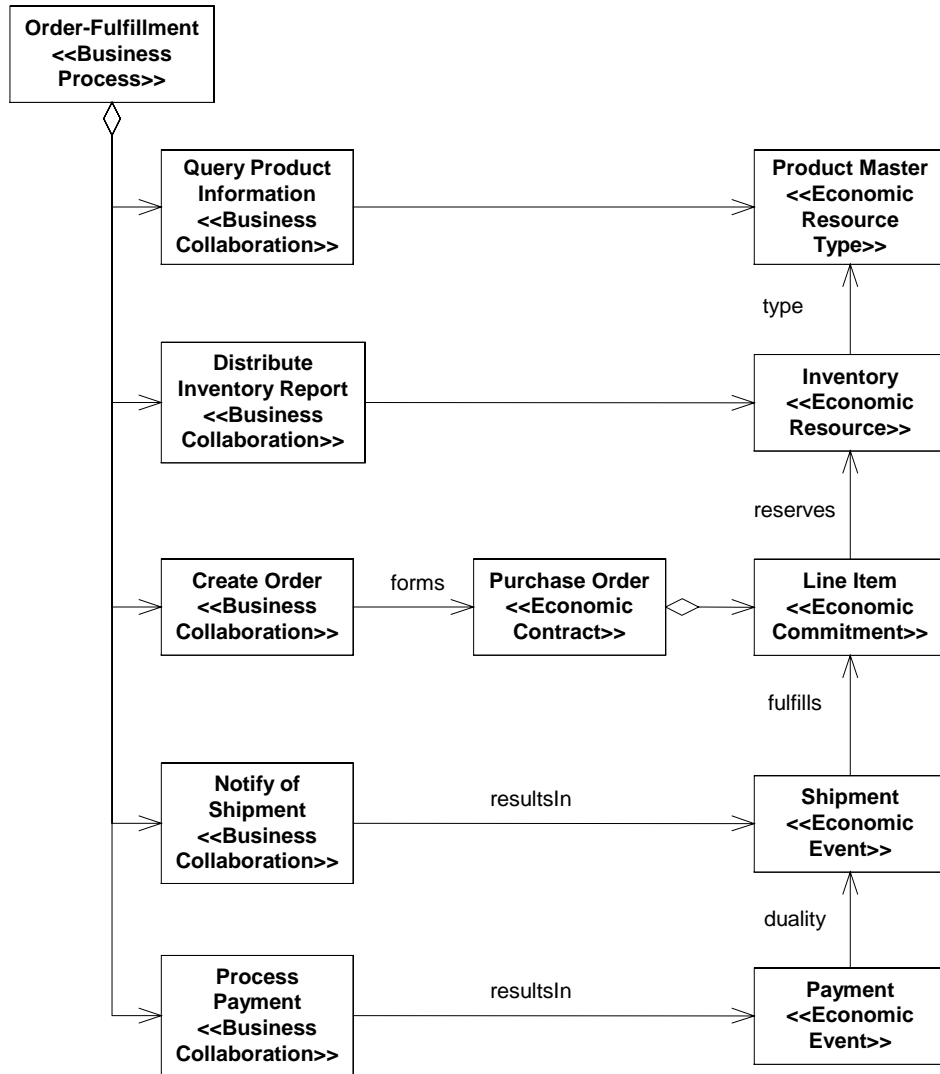 Order-Fulfillment
<<Business
Process>>
Query Product
Information
<<Business
Collaboration>>
Product Master
<<Economic
Resource
Type>>
type
Distribute
Inventory Report
<<Business
Collaboration>>
Inventory
<<Economic
Resource>>
reserves
Create Order
<<Business
Collaboration>>
forms
Purchase Order
<<Economic
Contract>>
Line Item
<<Economic
Commitment>>
fulfills
Notify of
Shipment
<<Business
Collaboration>>
resultsIn
Shipment
<<Economic
Event>>
duality
Process
Payment
<<Business
Collaboration>>
resultsIn
Payment
<<Economic
Event>>